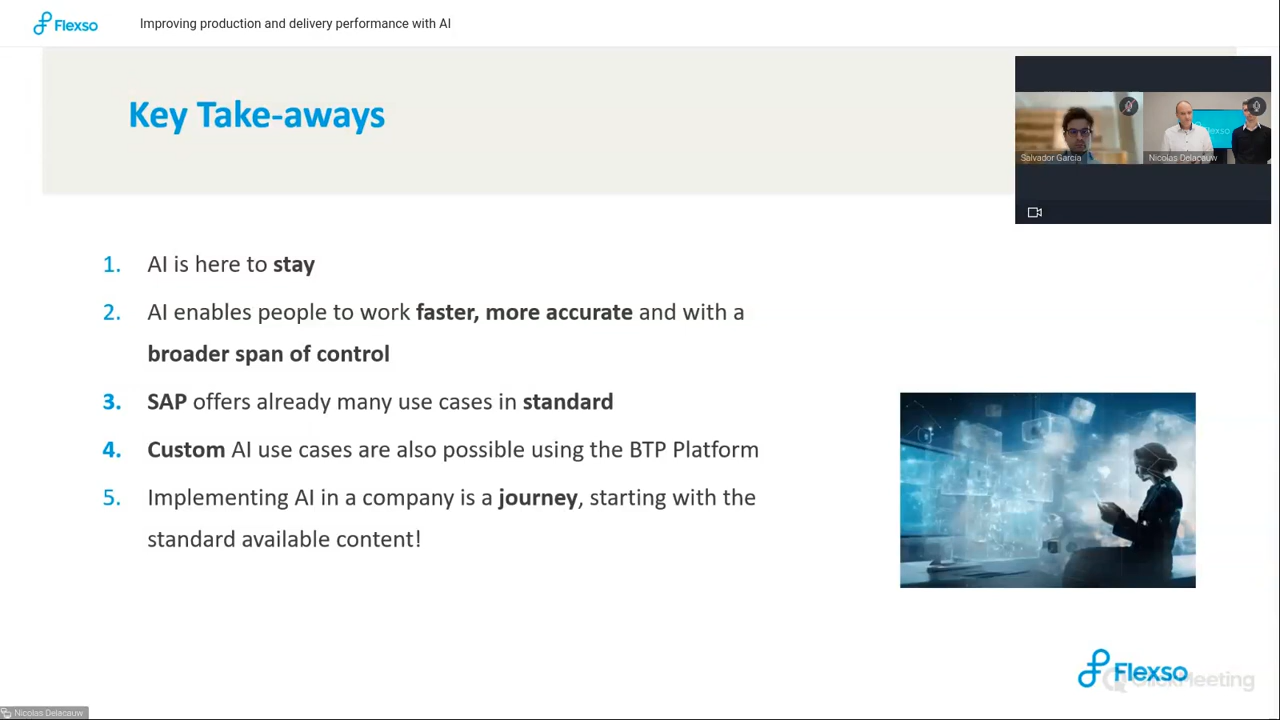 Flexso
Improving production and delivery performance with AI
Key Take-aways
Salvador Garcia
Nicolas Delacauw
flexso
1. AI is here to stay
2. AI enables people to work faster, more accurate and with a
broader span of control
3. SAP offers already many use cases in standard
4. Custom AI use cases are also possible using the BTP Platform
5. Implementing AI in a company is a journey, starting with the
standard available content!
Flexso
ClickMeeting
Nicolas Delacauw